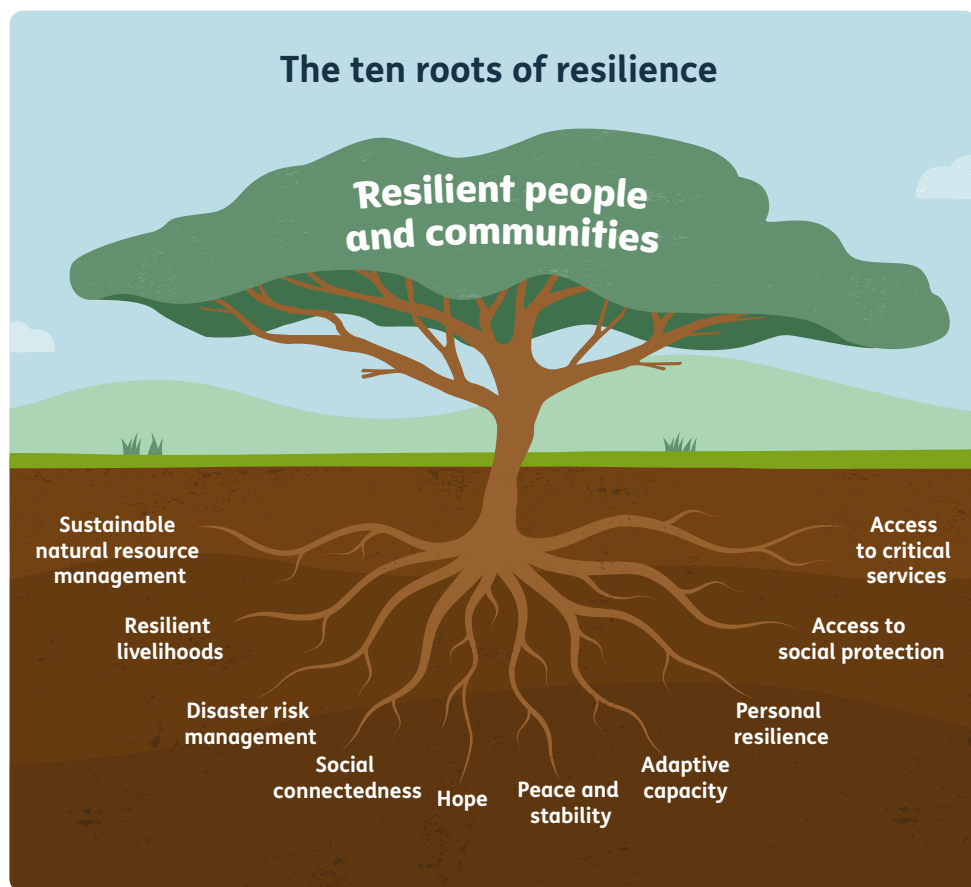 The ten roots of resilience
Resilient people
and communities
Sustainable
natural resource
management
Resilient
livelihoods
Disaster risk
management
Social
connectedness
Hope
Peace and
stability
Adaptive
capacity
Personal
resilience
Access to
social protection
Access
to critical
services